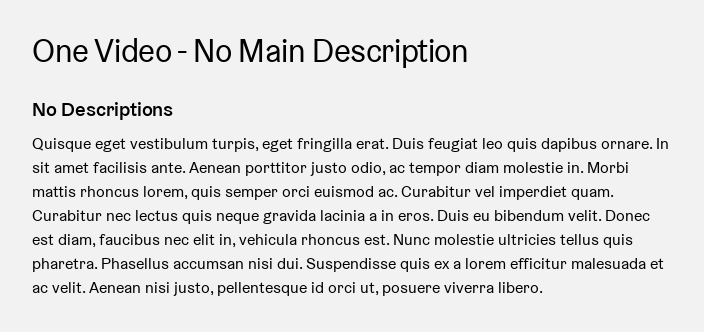 One Video - No Main Description
No Descriptions
Quisque eget vestibulum turpis, eget fringilla erat. Duis feugiat leo quis dapibus ornare. In
sit amet facilisis ante. Aenean porttitor justo odio, ac tempor diam molestie in. Morbi
mattis rhoncus lorem, quis semper orci euismod ac. Curabitur vel imperdiet quam.
Curabitur nec lectus quis neque gravida lacinia a in eros. Duis eu bibendum velit. Donec
est diam, faucibus nec elit in, vehicula rhoncus est. Nunc molestie ultricies tellus quis
pharetra. Phasellus accumsan nisi dui. Suspendisse quis ex a lorem efficitur malesuada et
ac velit. Aenean nisi justo, pellentesque id orci ut, posuere viverra libero.